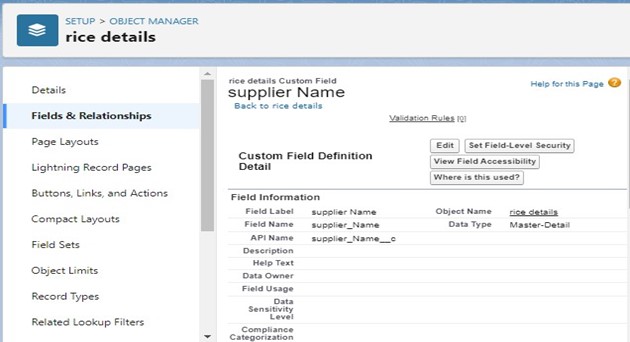 SETUP > OBJECT MANAGER
rice details
Details
Fields & Relationships
Page Layouts
Lightning Record Pages
Buttons, Links, and Actions
Compact Layouts
Field Sets
Object Limits
Record Types
Related Lookup Filters
rice details Custom Field
supplier Name
Back to rice details
Help for this Page ?
Validation Rules [0]
Custom Field Definition
Detail
Edit Set Field-Level Security
View Field Accessibility
Where is this used?
Field Information
Field Label supplier Name Object Name rice details
Field Name supplier_Name Data Type Master-Detail
API Name supplier_Name__c
Description
Help Text
Data Owner
Field Usage
Data
Sensitivity
Level
Compliance
Categorization